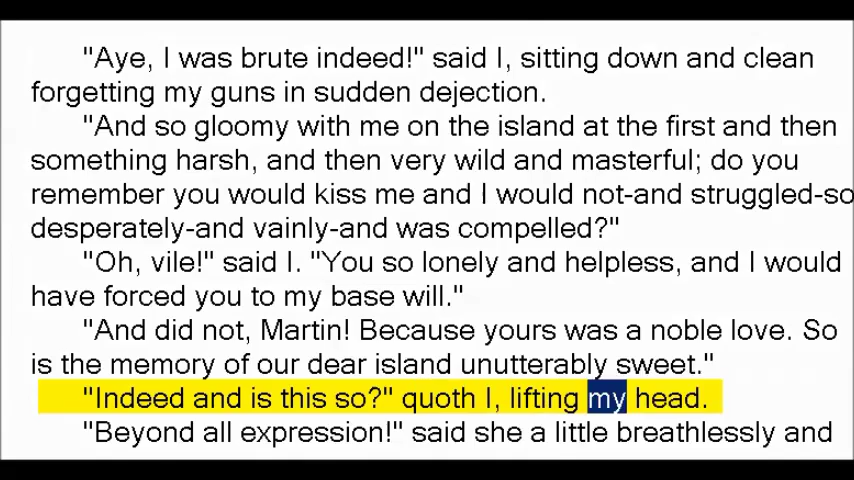 "Aye, I was brute indeed!" said I, sitting down and clean
forgetting my guns in sudden dejection.
"And so gloomy with me on the island at the first and then
something harsh, and then very wild and masterful; do you
remember you would kiss me and I would not-and struggled-so
desperately-and vainly-and was compelled?"
"Oh, vile!" said I. "You so lonely and helpless, and I would
have forced you to my base will."
"And did not, Martin! Because yours was a noble love. So
is the memory of our dear island unutterably sweet."
"Indeed and is this so?" quoth I, lifting my head.
"Beyond all expression!" said she a little breathlessly and